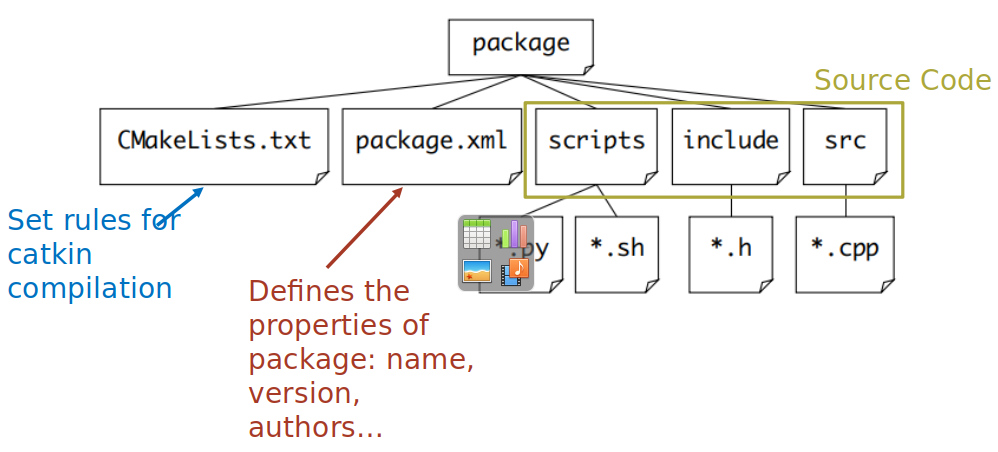 package
Source Code
CMakeLists.txt
package.xml
scripts
include
src
Set rules for
catkin
compilation
*.py
*.sh
*.h
*.cpp
Defines the
properties of
package: name,
version,
authors...